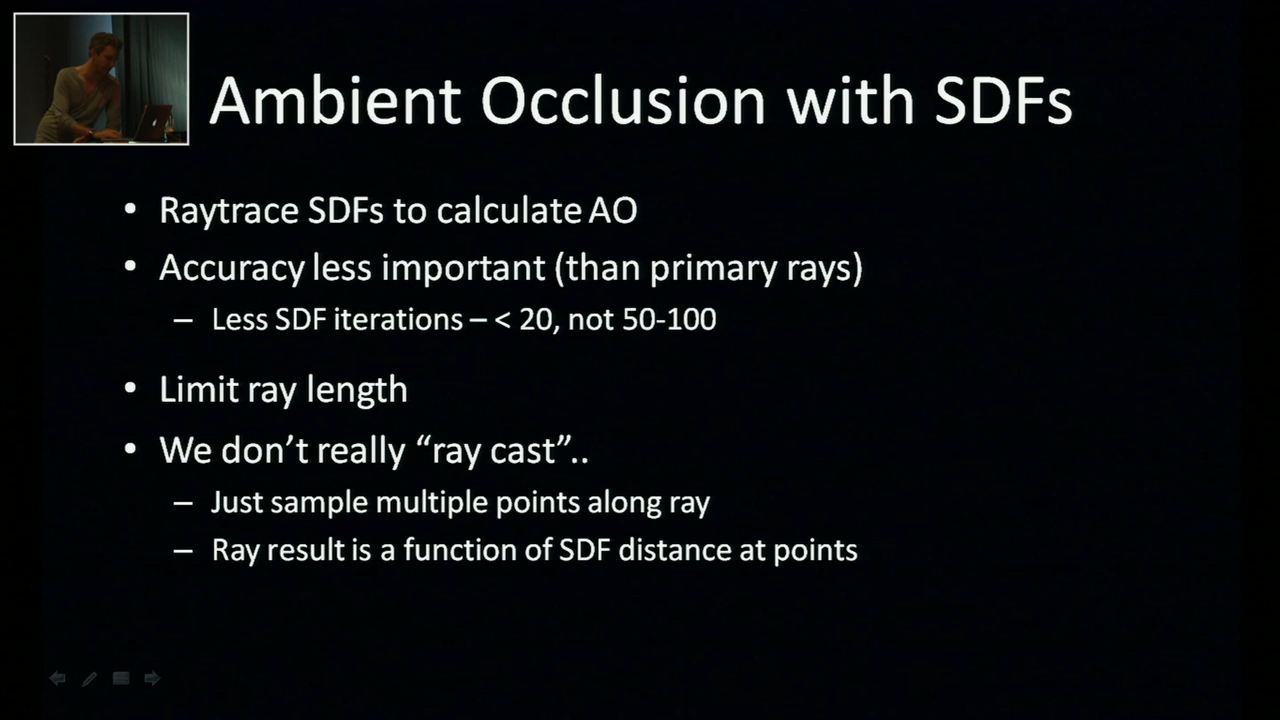 Ambient Occlusion with SDFs
• Raytrace SDFs to calculate AO
• Accuracy less important (than primary rays)
– Less SDF iterations – < 20, not 50-100
• Limit ray length
• We don’t really “ray cast”..
– Just sample multiple points along ray
– Ray result is a function of SDF distance at points